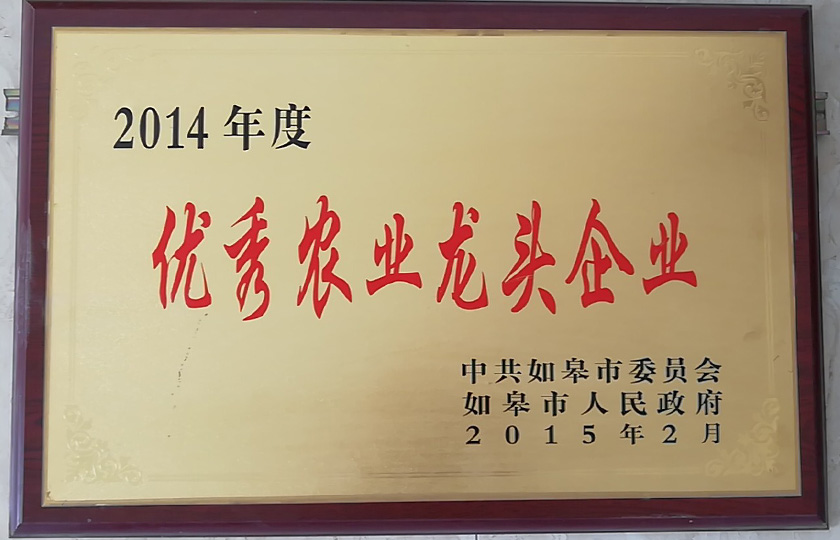 2014年度
优秀农业龙头企业
中共如皋市委员会
如皋市人民政府
2015年2月